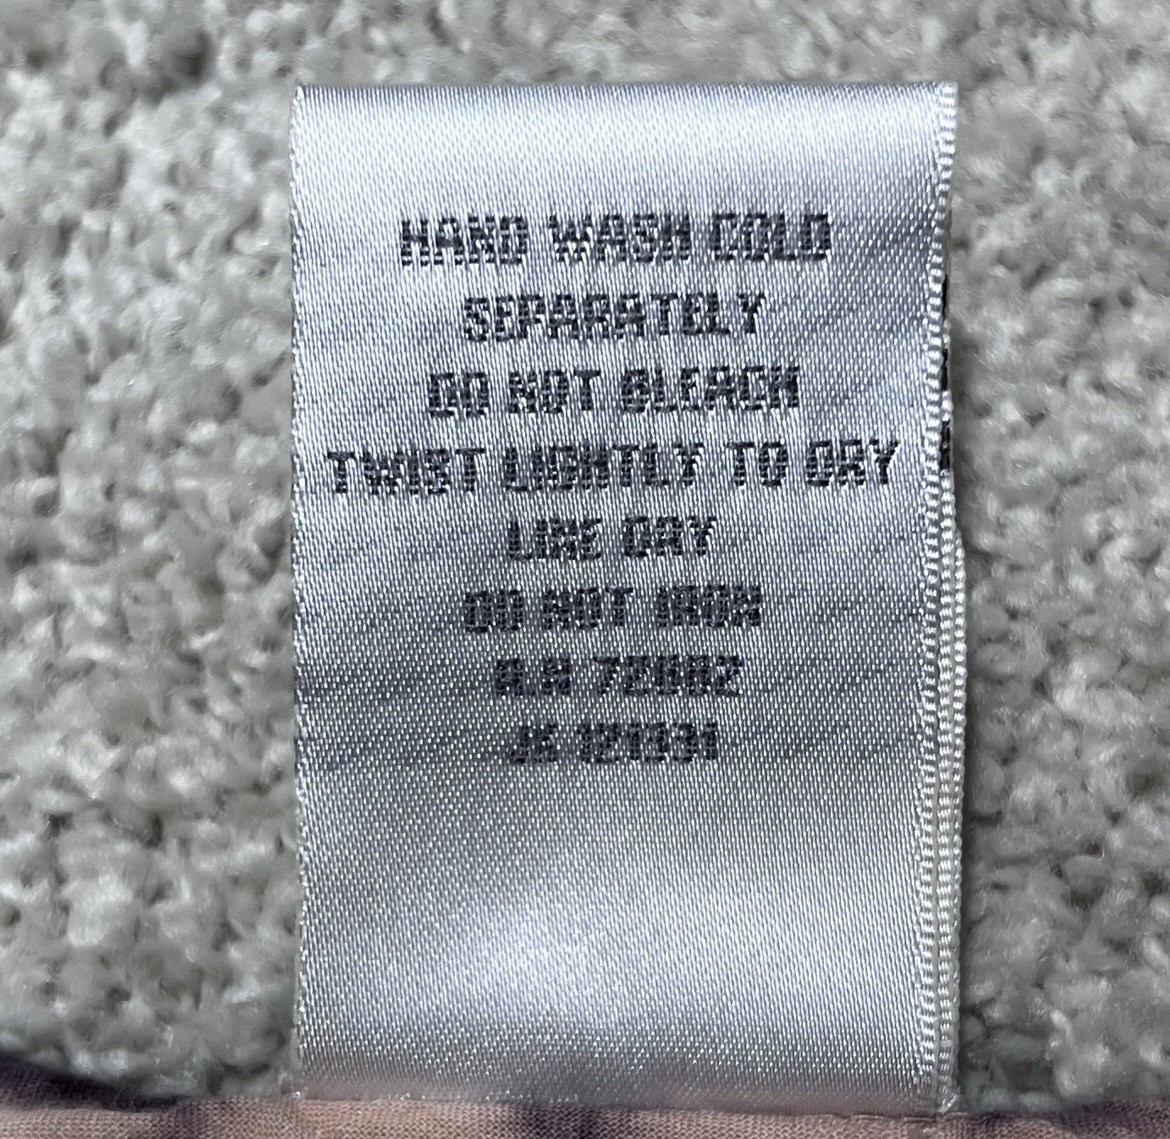 HAND WASH COLD
SEPARATELY
DO NOT BLEACH
TWIST LIGHTLY TO DRY
LINE DRY
DO NOT IRON